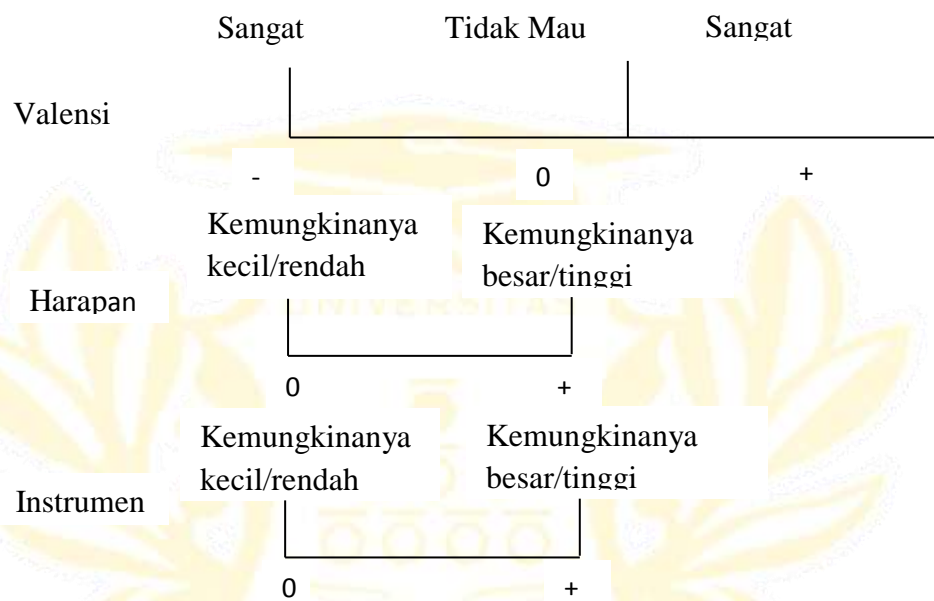 Sangat Tidak Mau Sangat
Valensi
- 0 +
Kemungkinanya kecil/rendah
Kemungkinanya besar/tinggi
Harapan
UNIVERSITAS
0 +
Kemungkinanya kecil/rendah
Kemungkinanya besar/tinggi
Instrumen
0 +